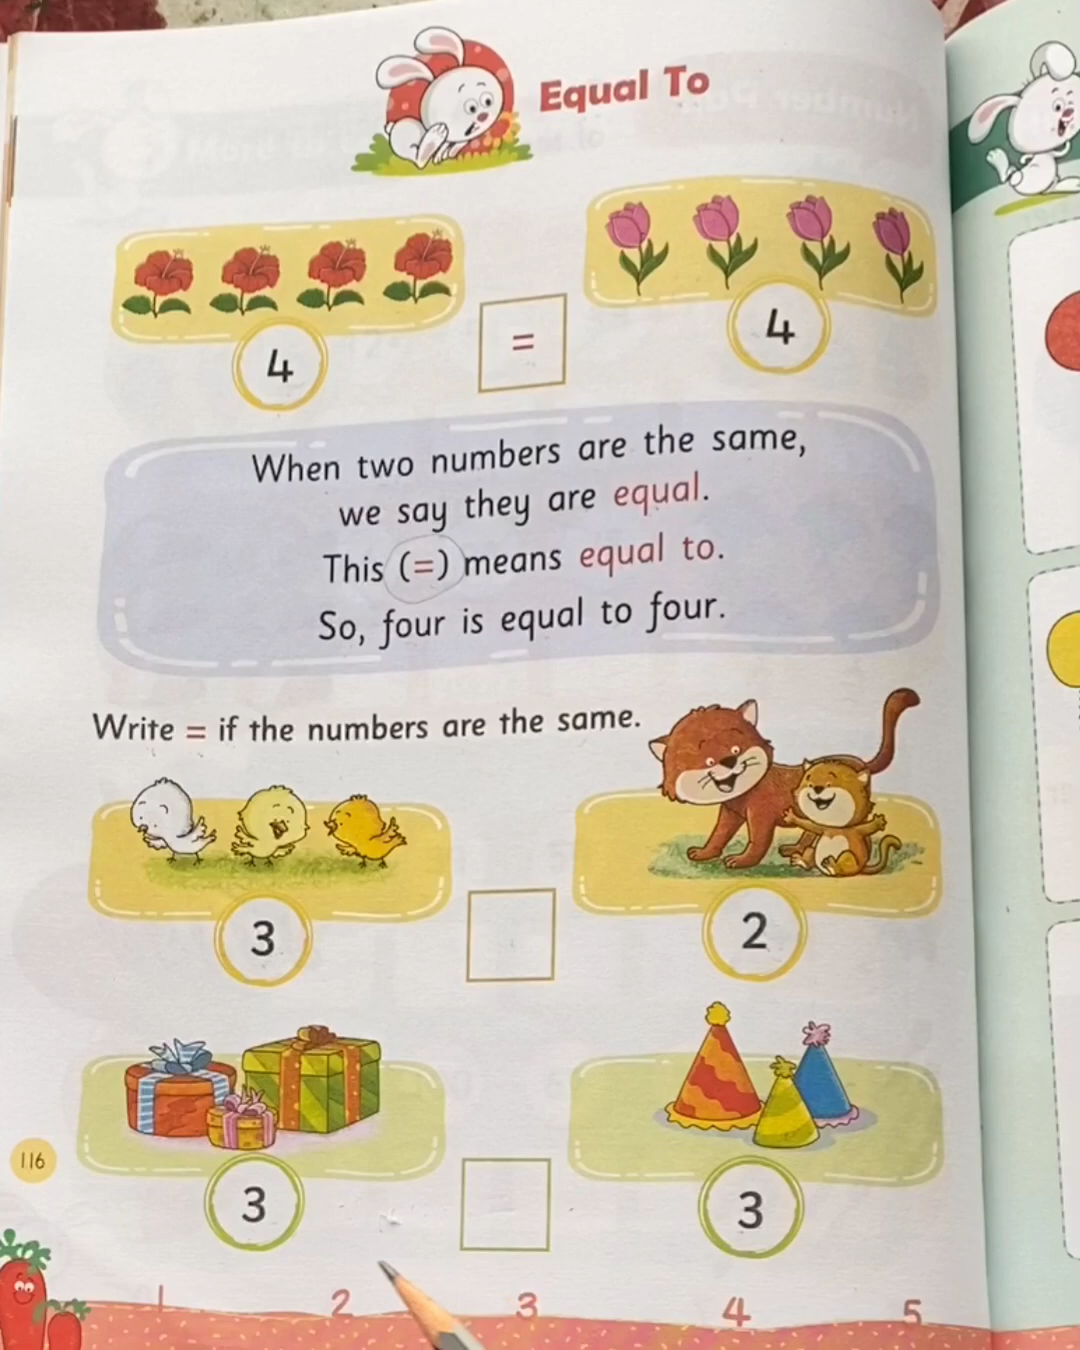 Equal To
4 = 4
When two numbers are the same,
we say they are equal.
This (=) means equal to.
So, four is equal to four.
Write = if the numbers are the same.
3 2
116
3 3
1 2 3 4 5